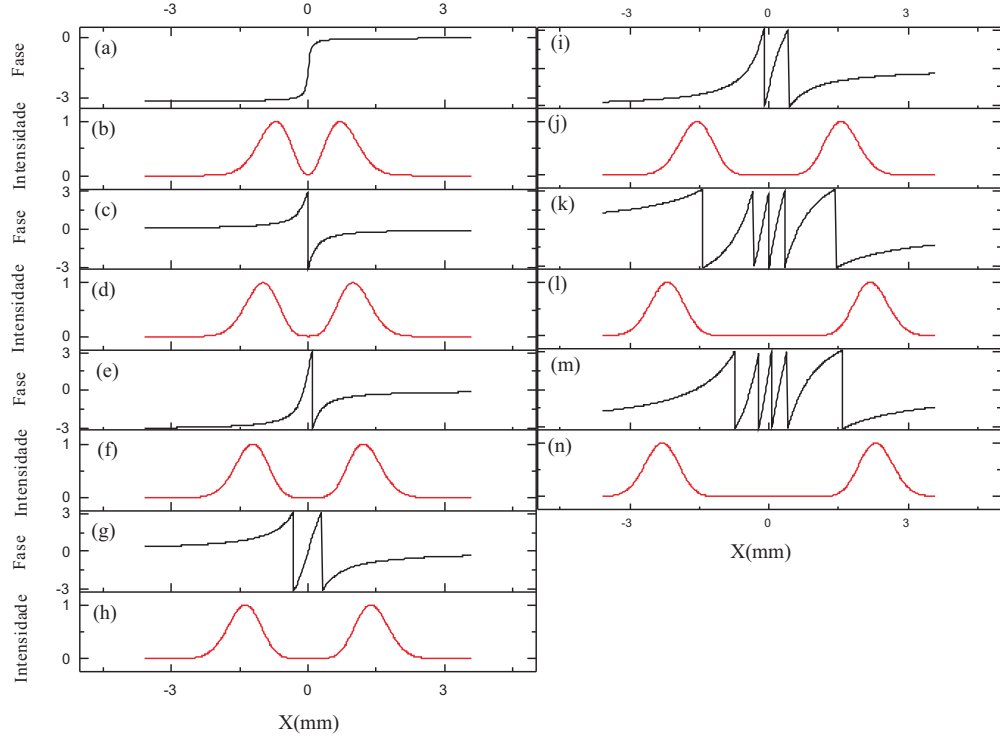 -3 0 3
-3 0 3
Fase
0
-3
(a)
Intensidade
1
0
(b)
Fase
3
0
-3
(c)
Intensidade
1
0
(d)
Fase
3
0
-3
(e)
Intensidade
1
0
(f)
Fase
3
0
-3
(g)
Intensidade
1
0
(h)
-3 0 3
X(mm)
(i)
(j)
(k)
(l)
(m)
(n)
-3 0 3
X(mm)